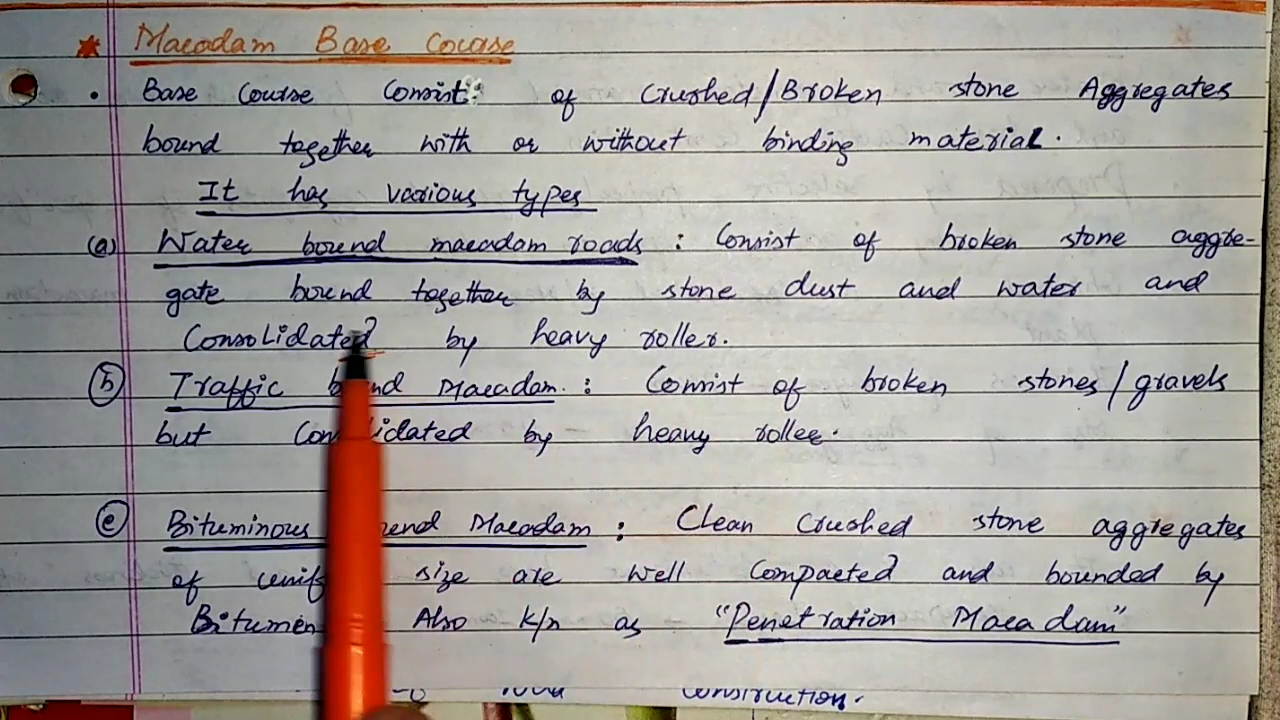 * Macadam Base Course
• Base Course Consist of Crushed/Broken stone Aggregates
bound together with or without binding material.
It has various types
(a) Water bound macadam roads : Consist of broken stone aggre-
gate bound together by stone dust and water and
Consolidated by heavy roller.
(b) Traffic Macadam : Consist of broken stones/gravels
but by heavy roller.
(c) Bituminous Macadam : Clean Crushed stone aggregates
of size are well Compacted and bounded by
Bitumen Also k/n as "Penetration Macadam"
construction.